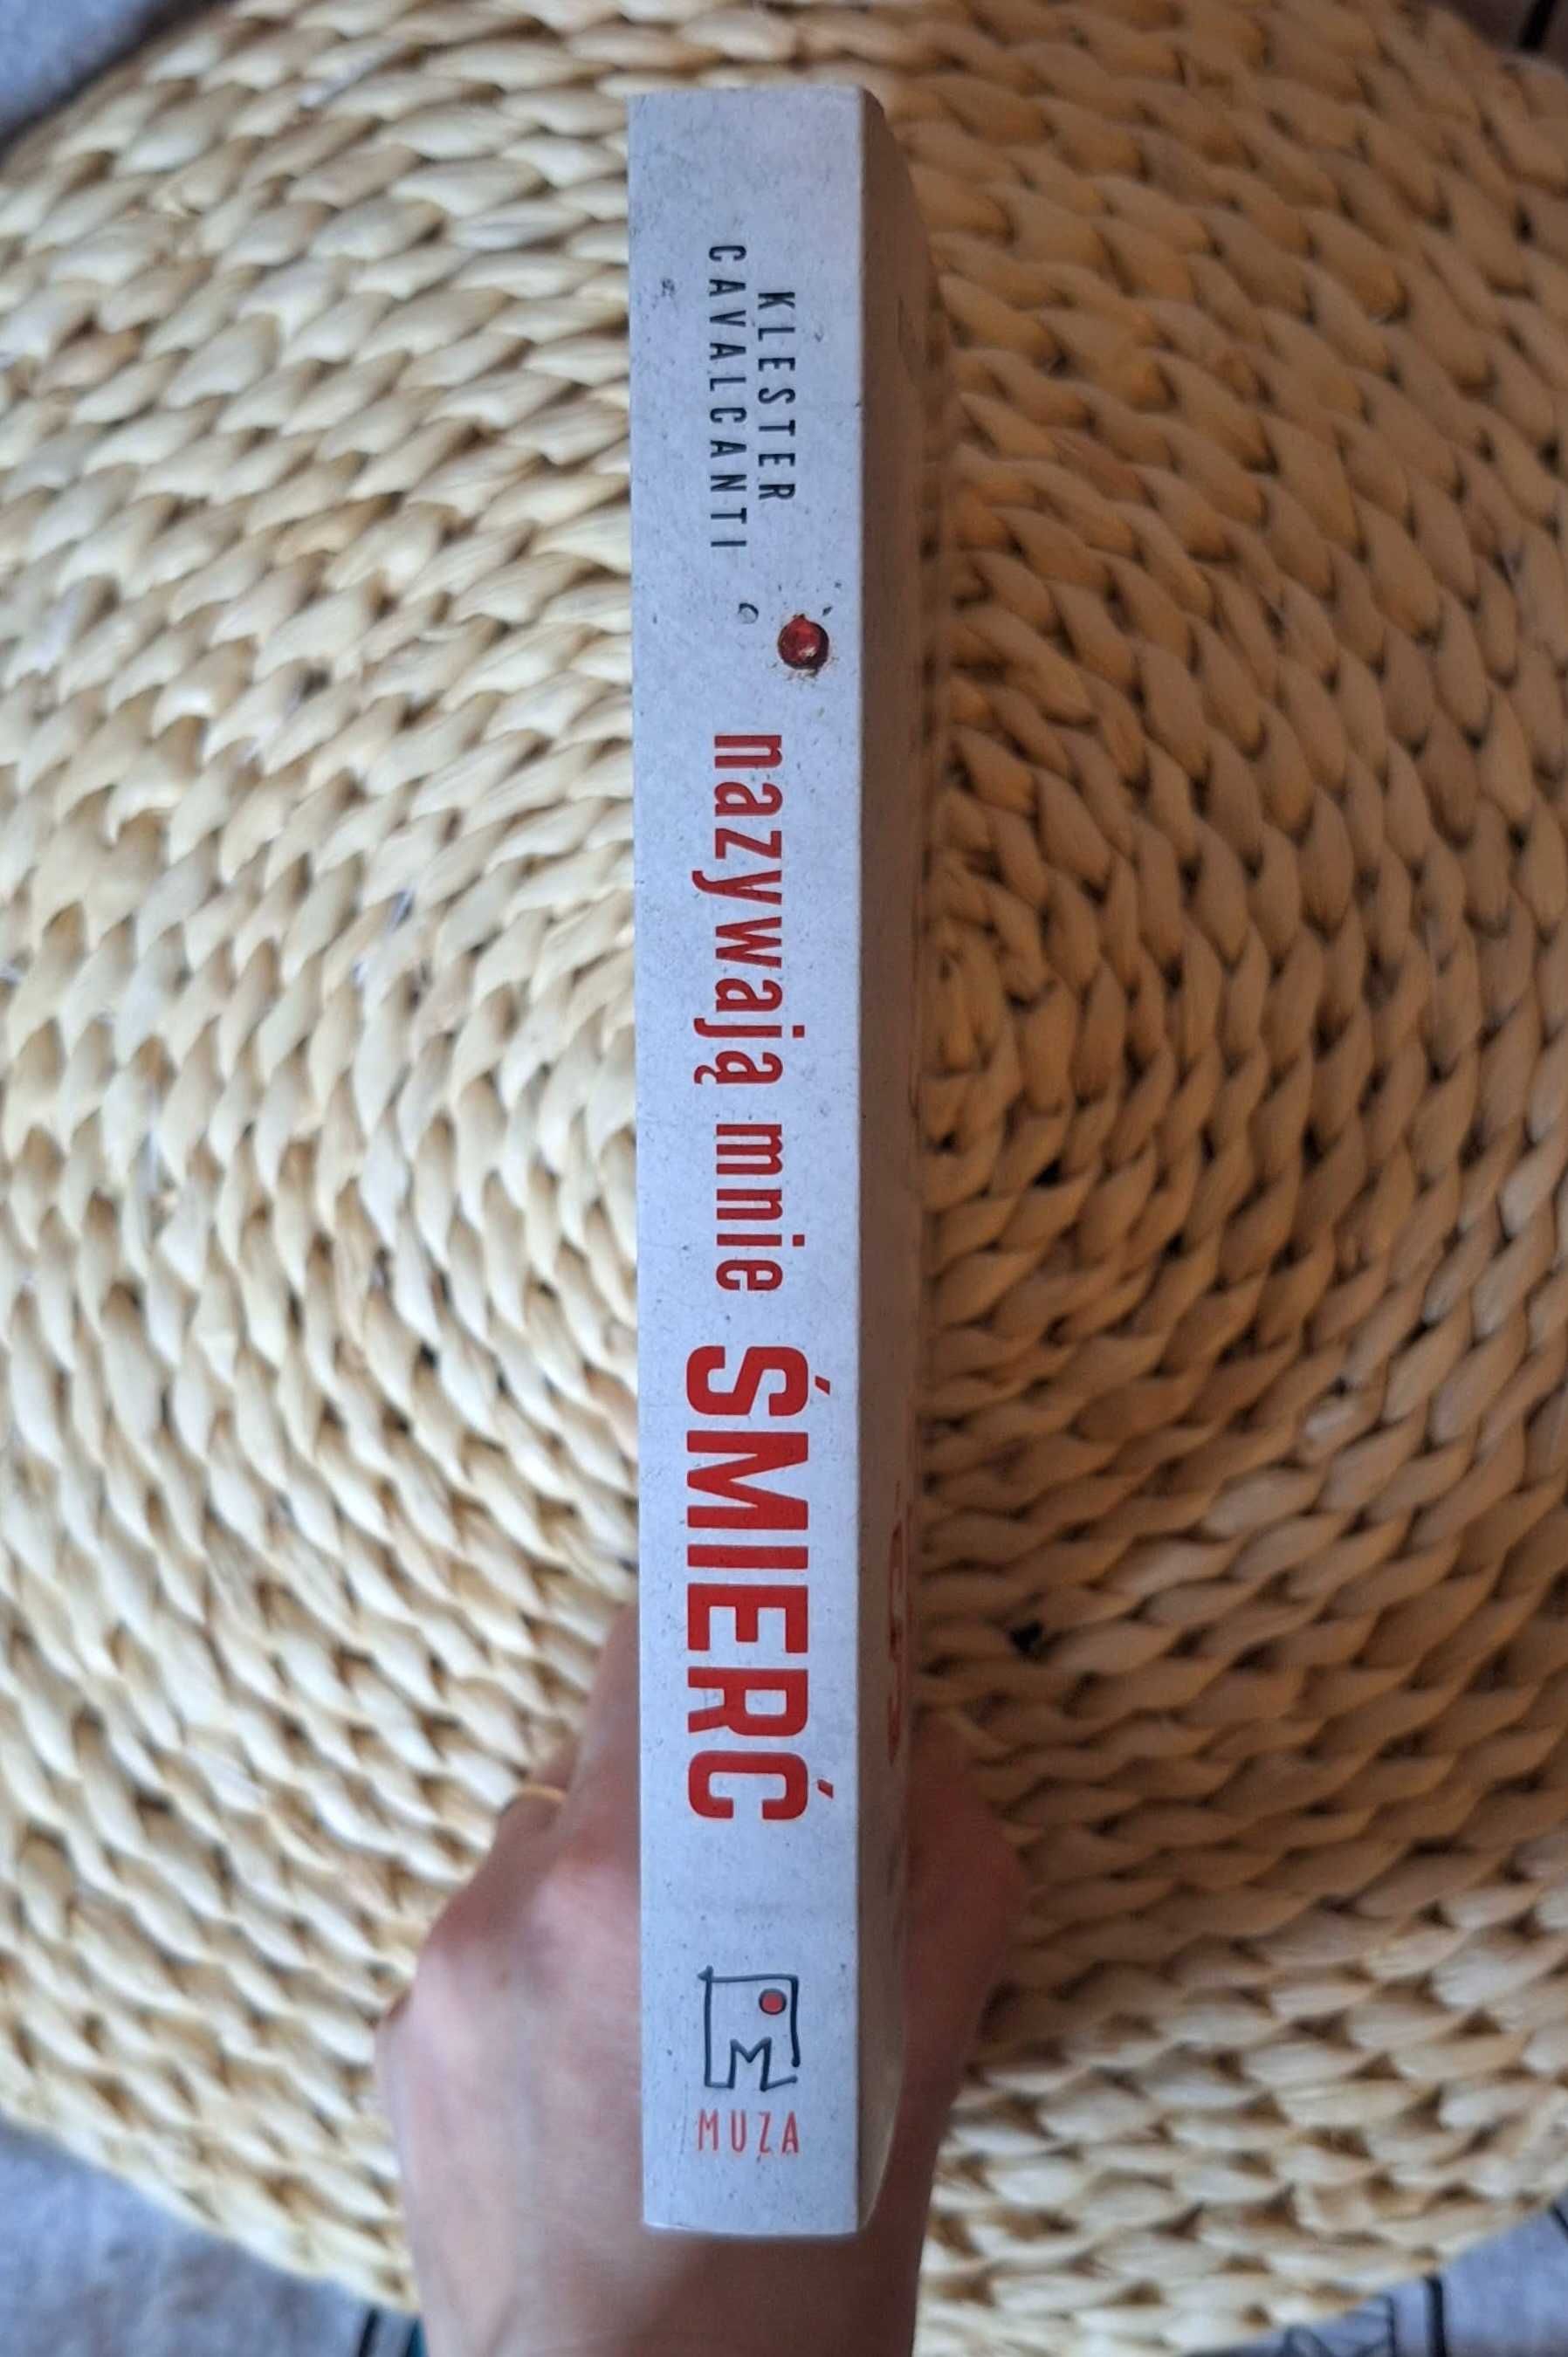 KLESTER
CAVALCANTI
nazywają mnie ŚMIERĆ
MUZA